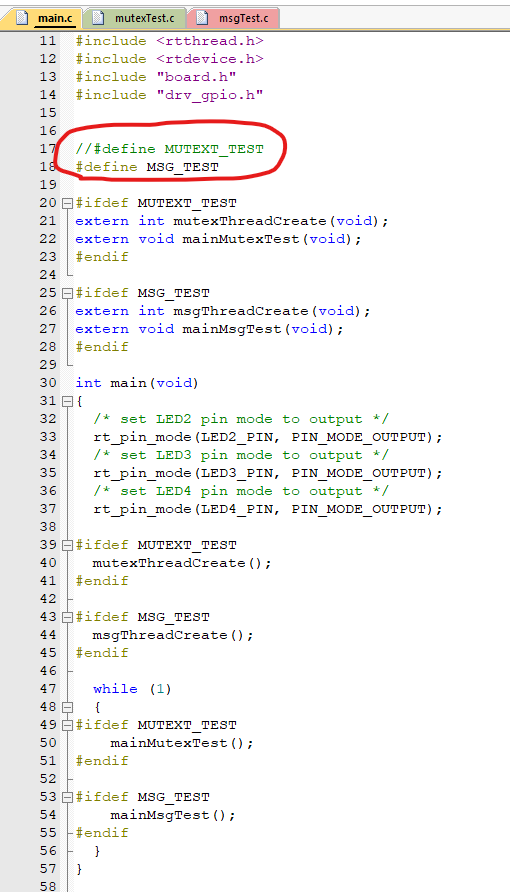 main.c mutexTest.c msgTest.c
11 #include <rtthread.h>
12 #include <rtdevice.h>
13 #include "board.h"
14 #include "drv_gpio.h"
15
16
17 //#define MUTEXT_TEST
18 #define MSG_TEST
19
20 #ifdef MUTEXT_TEST
21 extern int mutexThreadCreate(void);
22 extern void mainMutexTest(void);
23 #endif
24
25 #ifdef MSG_TEST
26 extern int msgThreadCreate(void);
27 extern void mainMsgTest(void);
28 #endif
29
30 int main(void)
31 {
32 /* set LED2 pin mode to output */
33 rt_pin_mode(LED2_PIN, PIN_MODE_OUTPUT);
34 /* set LED3 pin mode to output */
35 rt_pin_mode(LED3_PIN, PIN_MODE_OUTPUT);
36 /* set LED4 pin mode to output */
37 rt_pin_mode(LED4_PIN, PIN_MODE_OUTPUT);
38
39 #ifdef MUTEXT_TEST
40 mutexThreadCreate();
41 #endif
42
43 #ifdef MSG_TEST
44 msgThreadCreate();
45 #endif
46
47 while (1)
48 {
49 #ifdef MUTEXT_TEST
50 mainMutexTest();
51 #endif
52
53 #ifdef MSG_TEST
54 mainMsgTest();
55 #endif
56 }
57 }
58